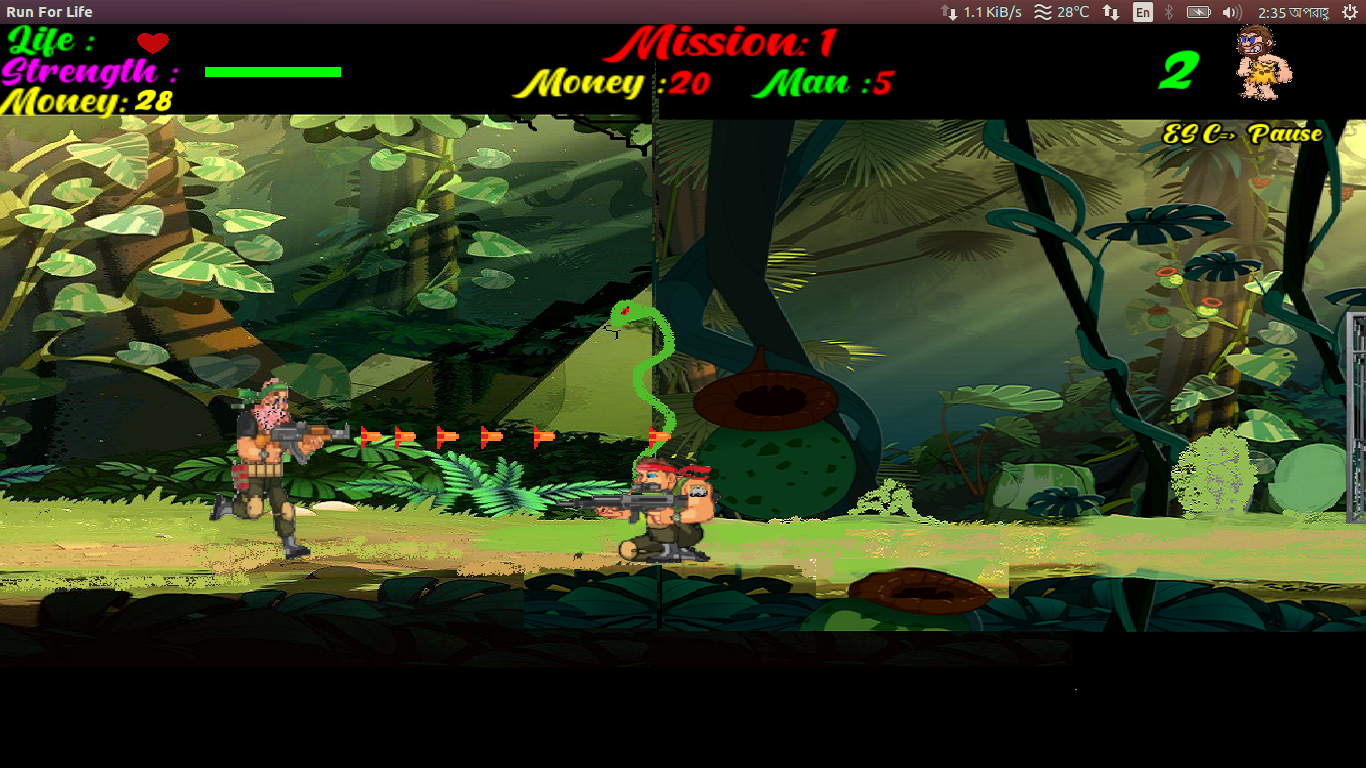 Run For Life
1.1 KiB/s 28°C En 2:35 অপরাহ্ণ
Life :
Strength :
Money: 28
Mission: 1
Money :20 Man :5
2
ESC=> Pause